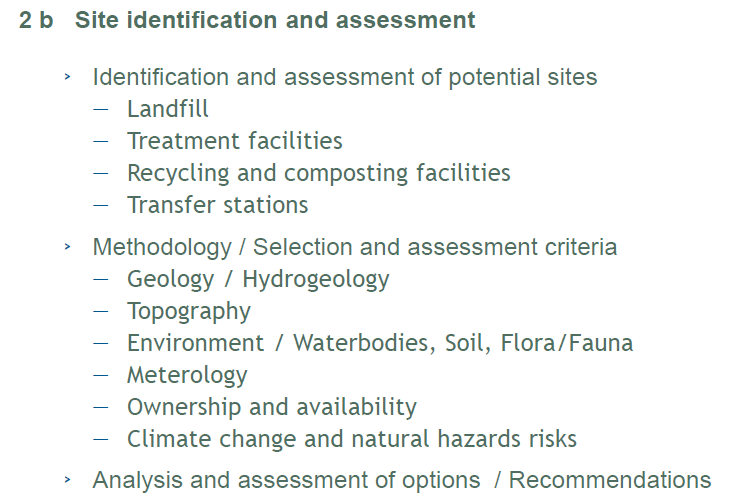 2 b Site identification and assessment
> Identification and assessment of potential sites
– Landfill
– Treatment facilities
– Recycling and composting facilities
– Transfer stations
> Methodology / Selection and assessment criteria
– Geology / Hydrogeology
– Topography
– Environment / Waterbodies, Soil, Flora/Fauna
– Meterology
– Ownership and availability
– Climate change and natural hazards risks
> Analysis and assessment of options / Recommendations